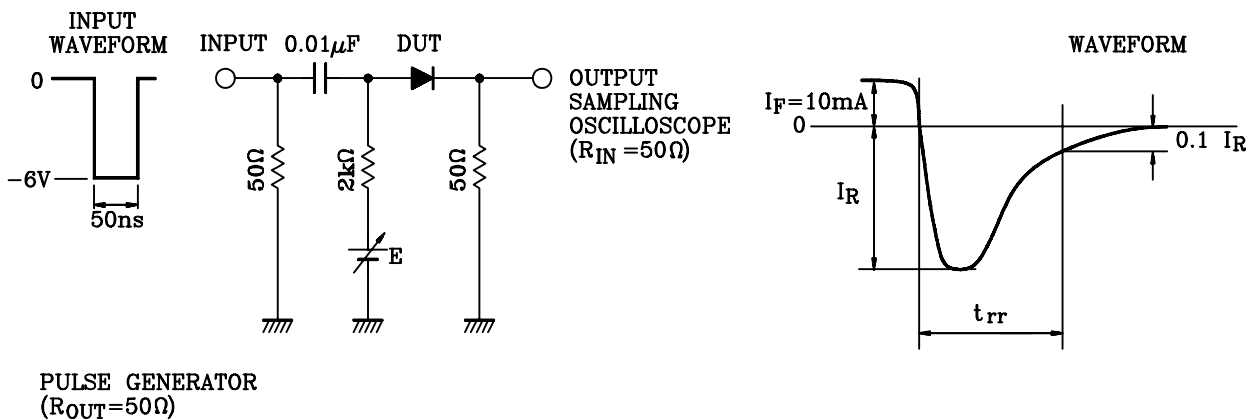 INPUT
WAVEFORM
0
-6V
50ns
INPUT
0.01μF
DUT
50Ω
2kΩ
E
50Ω
OUTPUT
SAMPLING
OSCILLOSCOPE
(RIN =50Ω)
PULSE GENERATOR
(ROUT=50Ω)
WAVEFORM
IF=10mA
0
IR
0.1 IR
trr